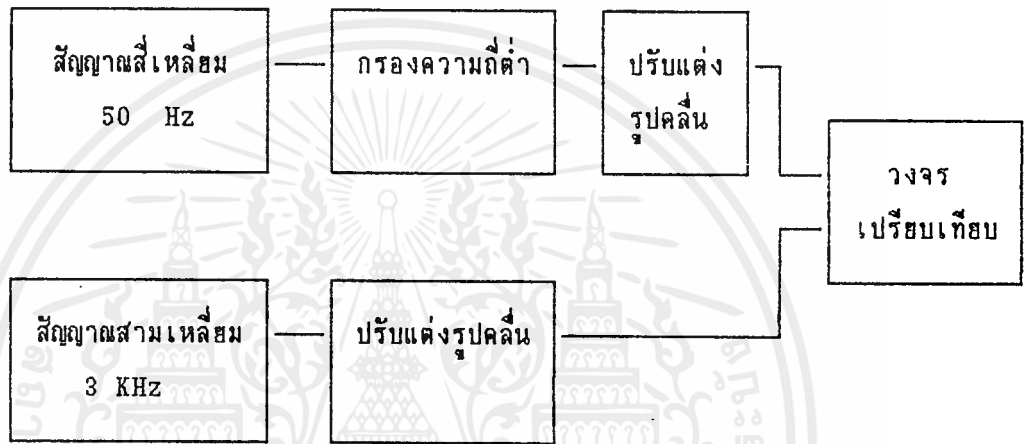 สัญญาณสี่เหลี่ยม
50 Hz
กรองความถี่ต่ำ
ปรับแต่ง
รูปคลื่น
วงจร
เปรียบเทียบ
สัญญาณสามเหลี่ยม
3 KHz
ปรับแต่งรูปคลื่น